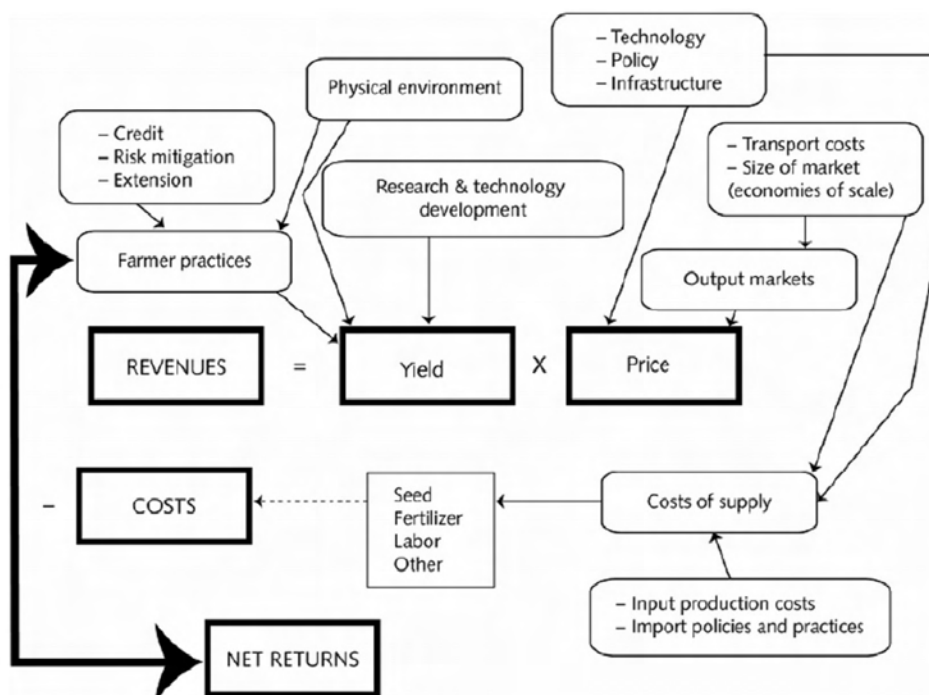 – Technology
– Policy
– Infrastructure
Physical environment
– Credit
– Risk mitigation
– Extension
– Transport costs
– Size of market
(economies of scale)
Research & technology
development
Farmer practices
Output markets
REVENUES = Yield X Price
– COSTS
Seed
Fertilizer
Labor
Other
Costs of supply
– Input production costs
– Import policies and practices
NET RETURNS